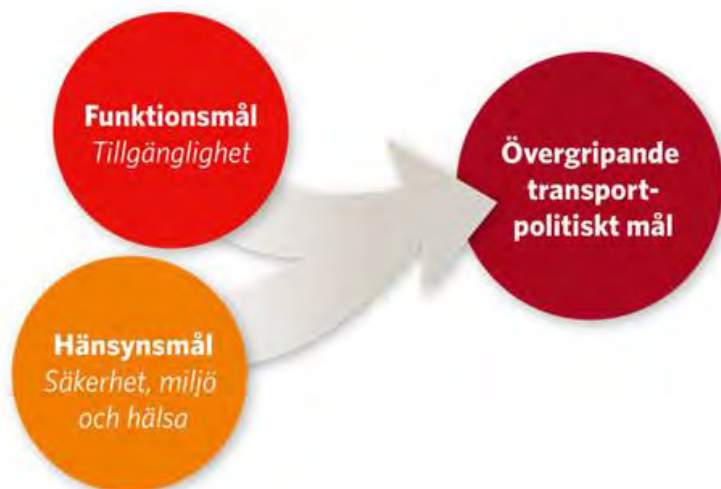 Funktionsmål
Tillgänglighet
Övergripande
transport-
politiskt mål
Hänsynsmål
Säkerhet, miljö
och hälsa